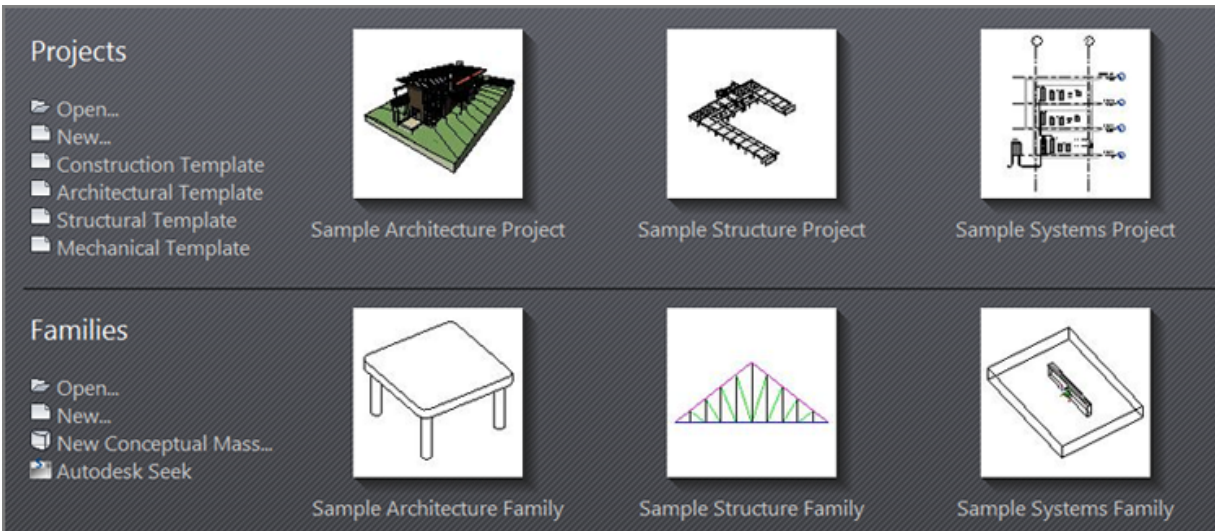 Projects
Open...
New...
Construction Template
Architectural Template
Structural Template
Mechanical Template
Sample Architecture Project
Sample Structure Project
Sample Systems Project
Families
Open...
New...
New Conceptual Mass...
Autodesk Seek
Sample Architecture Family
Sample Structure Family
Sample Systems Family